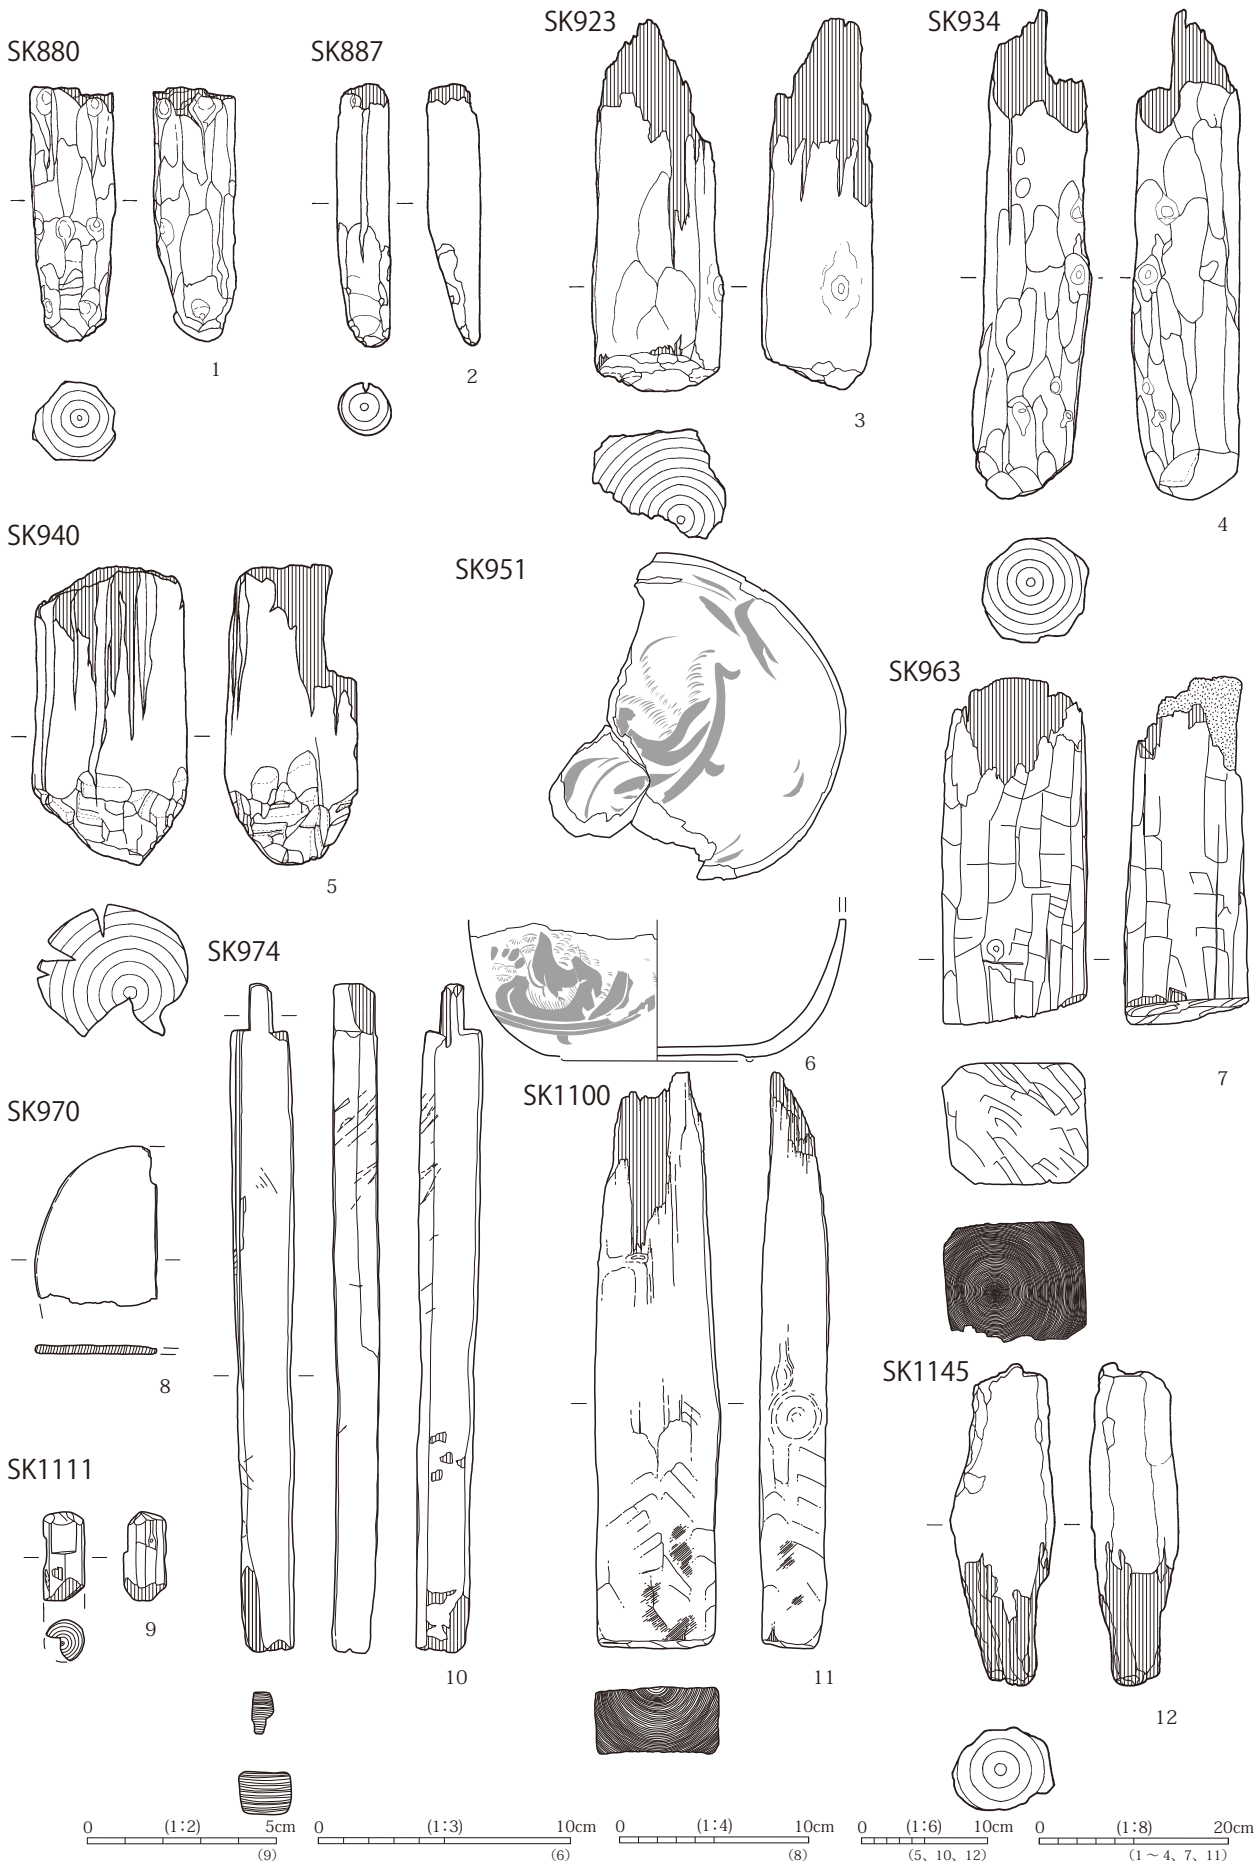 SK880
1
SK887
2
SK923
3
SK934
4
SK940
5
SK951
6
SK963
7
SK970
8
SK974
10
SK1100
11
SK1111
9
SK1145
12
0 (1:2) 5cm
(9)
0 (1:3) 10cm
(6)
0 (1:4) 10cm
(8)
0 (1:6) 10cm
(5、10、12)
0 (1:8) 20cm
(1～4、7、11)